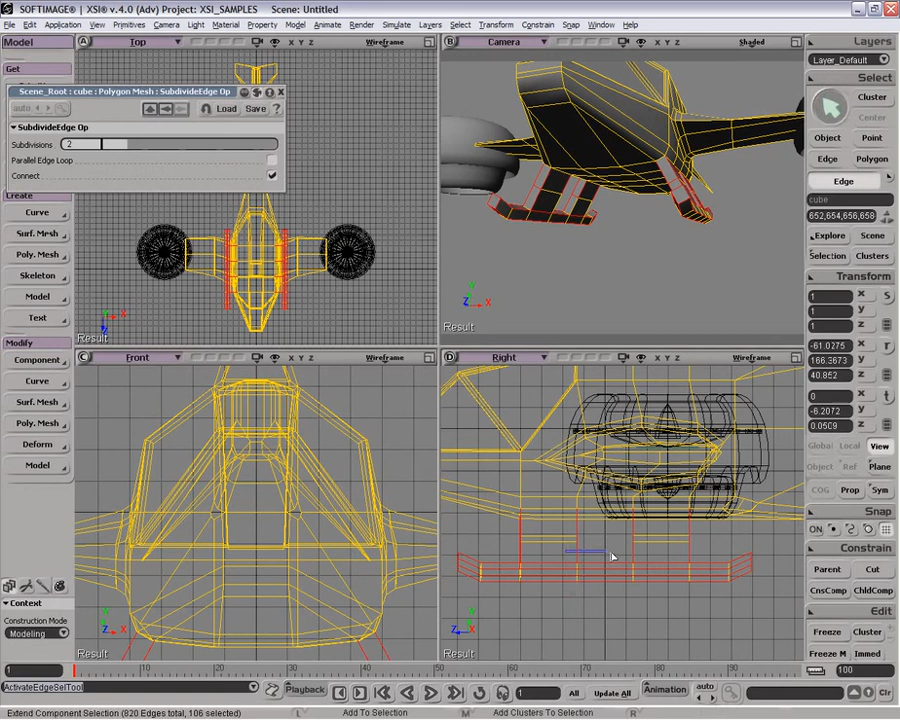 SOFTIMAGE® | XSI® v.4.0 (Adv) Project: XSI_SAMPLES    Scene: Untitled
File Edit Application View Primitives Camera Light Material Property Model Animate Render Simulate Layers Select Transform Constrain Snap Window Help
Model
A Top X Y Z Wireframe
B Camera X Y Z Shaded
Layers
Layer_Default
Get
Scene_Root : cube : Polygon Mesh : SubdivideEdge Op
auto Load Save ?
SubdivideEdge Op
Subdivisions 2
Parallel Edge Loop
Connect
Create
Curve
Surf. Mesh
Poly. Mesh
Skeleton
Model
Text
Modify
Component
Curve
Surf. Mesh
Poly. Mesh
Deform
Model
Context
Construction Mode
Modeling
Result
Result
C Front X Y Z Wireframe
D Right X Y Z Wireframe
Result
Result
Select
Cluster
Center
Object Point
Edge Polygon
Edge
cube
652,654,656,658
Explore Scene
Selection Clusters
Transform
1 x S
1 y
1 z
-61.0275 x r
166.3673 y
40.852 z
0 x t
-6.2072 y
0.0509 z
Global Local View
Object Ref Plane
COG Prop Sym
Snap
ON
Constrain
Parent Cut
CnsComp ChldComp
Edit
Freeze Cluster
Freeze M Immed
1 10 20 30 40 50 60 70 80 90 100
ActivateEdgeSelTool Playback 1 All Update All Animation auto Clr
Extend Component Selection (820 Edges total, 106 selected) L Add To Selection M Add Clusters To Selection R